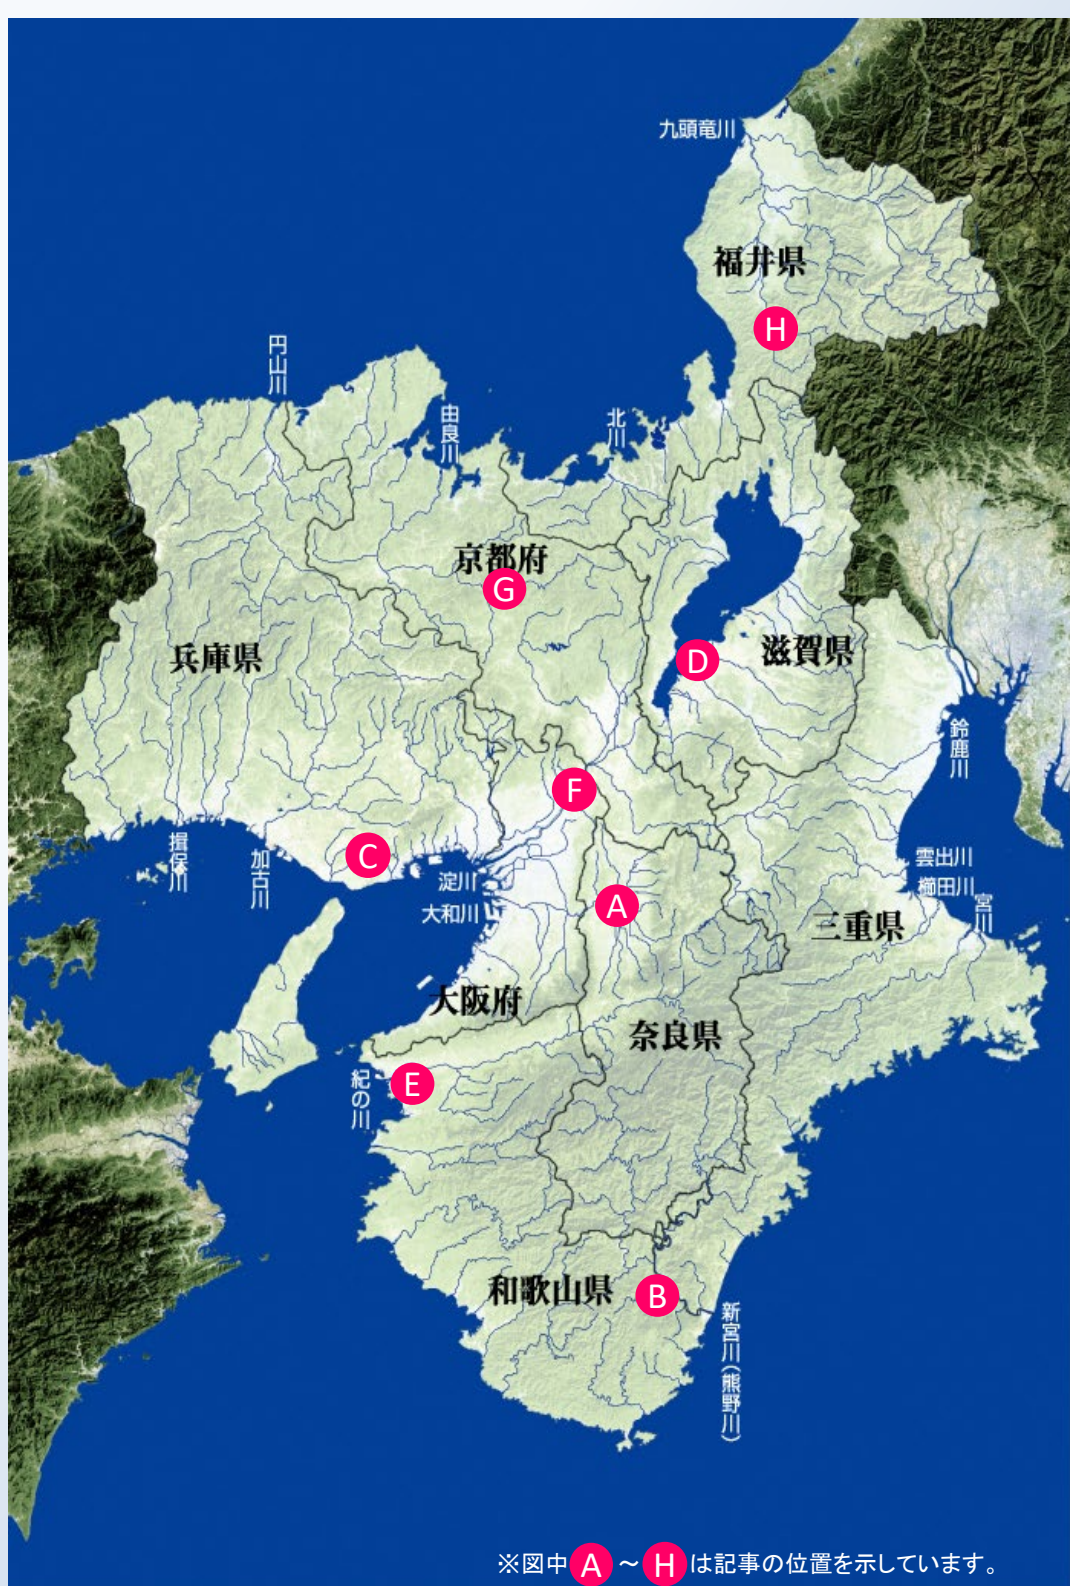 九頭竜川
福井県
H
円山川
由良川
北川
京都府
G
兵庫県
D
滋賀県
鈴鹿川
F
揖保川
加古川
C
淀川
大和川
A
雲出川
櫛田川
宮川
三重県
大阪府
奈良県
紀の川
E
和歌山県
B
新宮川(熊野川)
※図中A～Hは記事の位置を示しています。